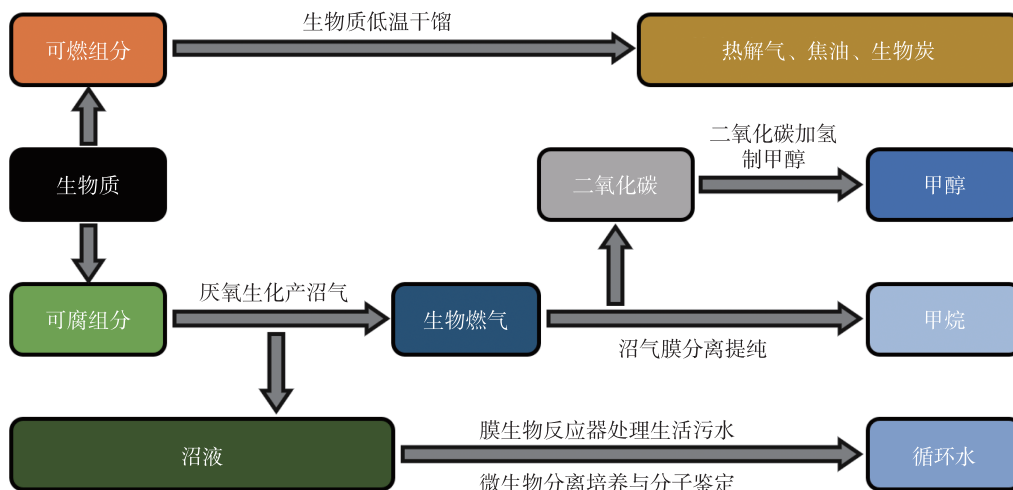 生物质低温干馏
可燃组分
热解气、焦油、生物炭
二氧化碳加氢
制甲醇
生物质
二氧化碳
甲醇
厌氧生化产沼气
可腐组分
生物燃气
甲烷
沼气膜分离提纯
膜生物反应器处理生活污水
沼液
循环水
微生物分离培养与分子鉴定